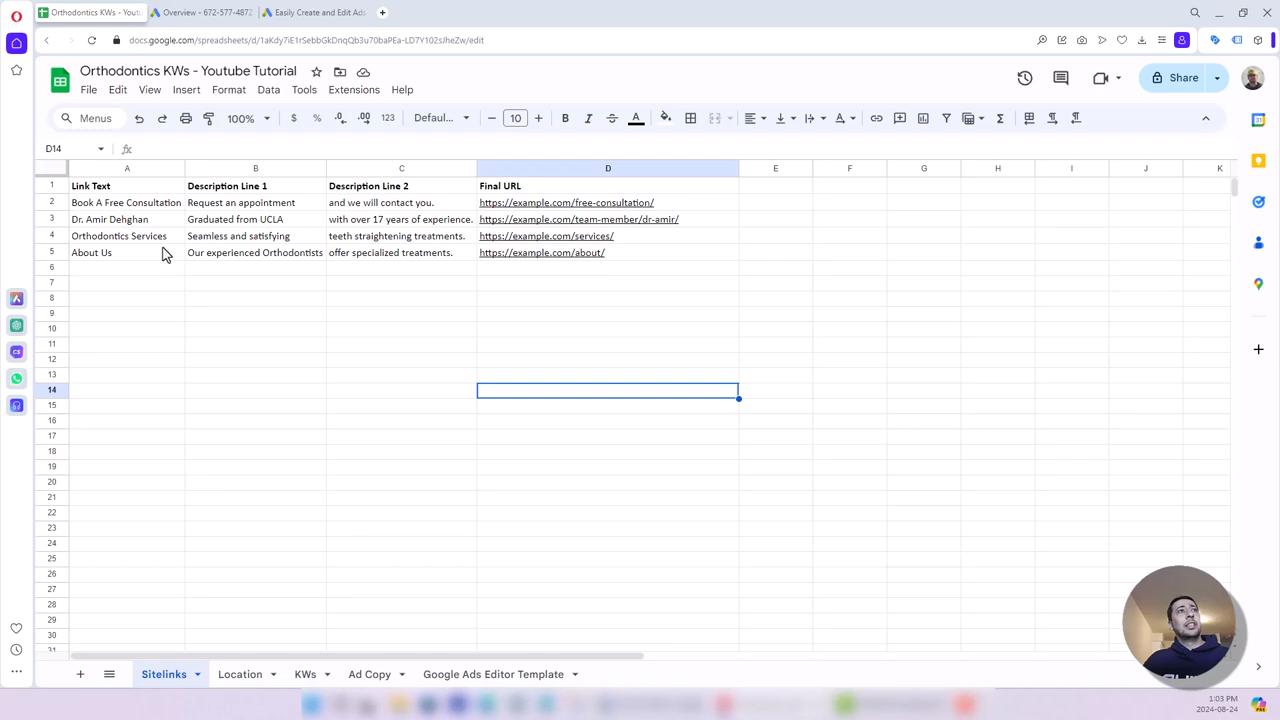 Orthodontics KWs - Yout
Overview - 672-577-4872
Easily Create and Edit Ads
docs.google.com/spreadsheets/d/1aKdy7iE1rSebbGkDnqQb3u70baPEa-LD7Y102sJheZw/edit
Orthodontics KWs - Youtube Tutorial
Share
File Edit View Insert Format Data Tools Extensions Help
Menus 100% $ % .0 .00 123 Defaul... 10 B A
D14
A B C D E F G H I J K
1 Link Text Description Line 1 Description Line 2 Final URL
2 Book A Free Consultation Request an appointment and we will contact you. https://example.com/free-consultation/
3 Dr. Amir Dehghan Graduated from UCLA with over 17 years of experience. https://example.com/team-member/dr-amir/
4 Orthodontics Services Seamless and satisfying teeth straightening treatments. https://example.com/services/
5 About Us Our experienced Orthodontists offer specialized treatments. https://example.com/about/
6
7
8
9
10
11
12
13
14
15
16
17
18
19
20
21
22
23
24
25
26
27
28
29
30
31
Sitelinks Location KWs Ad Copy Google Ads Editor Template
1:03 PM
2024-08-24